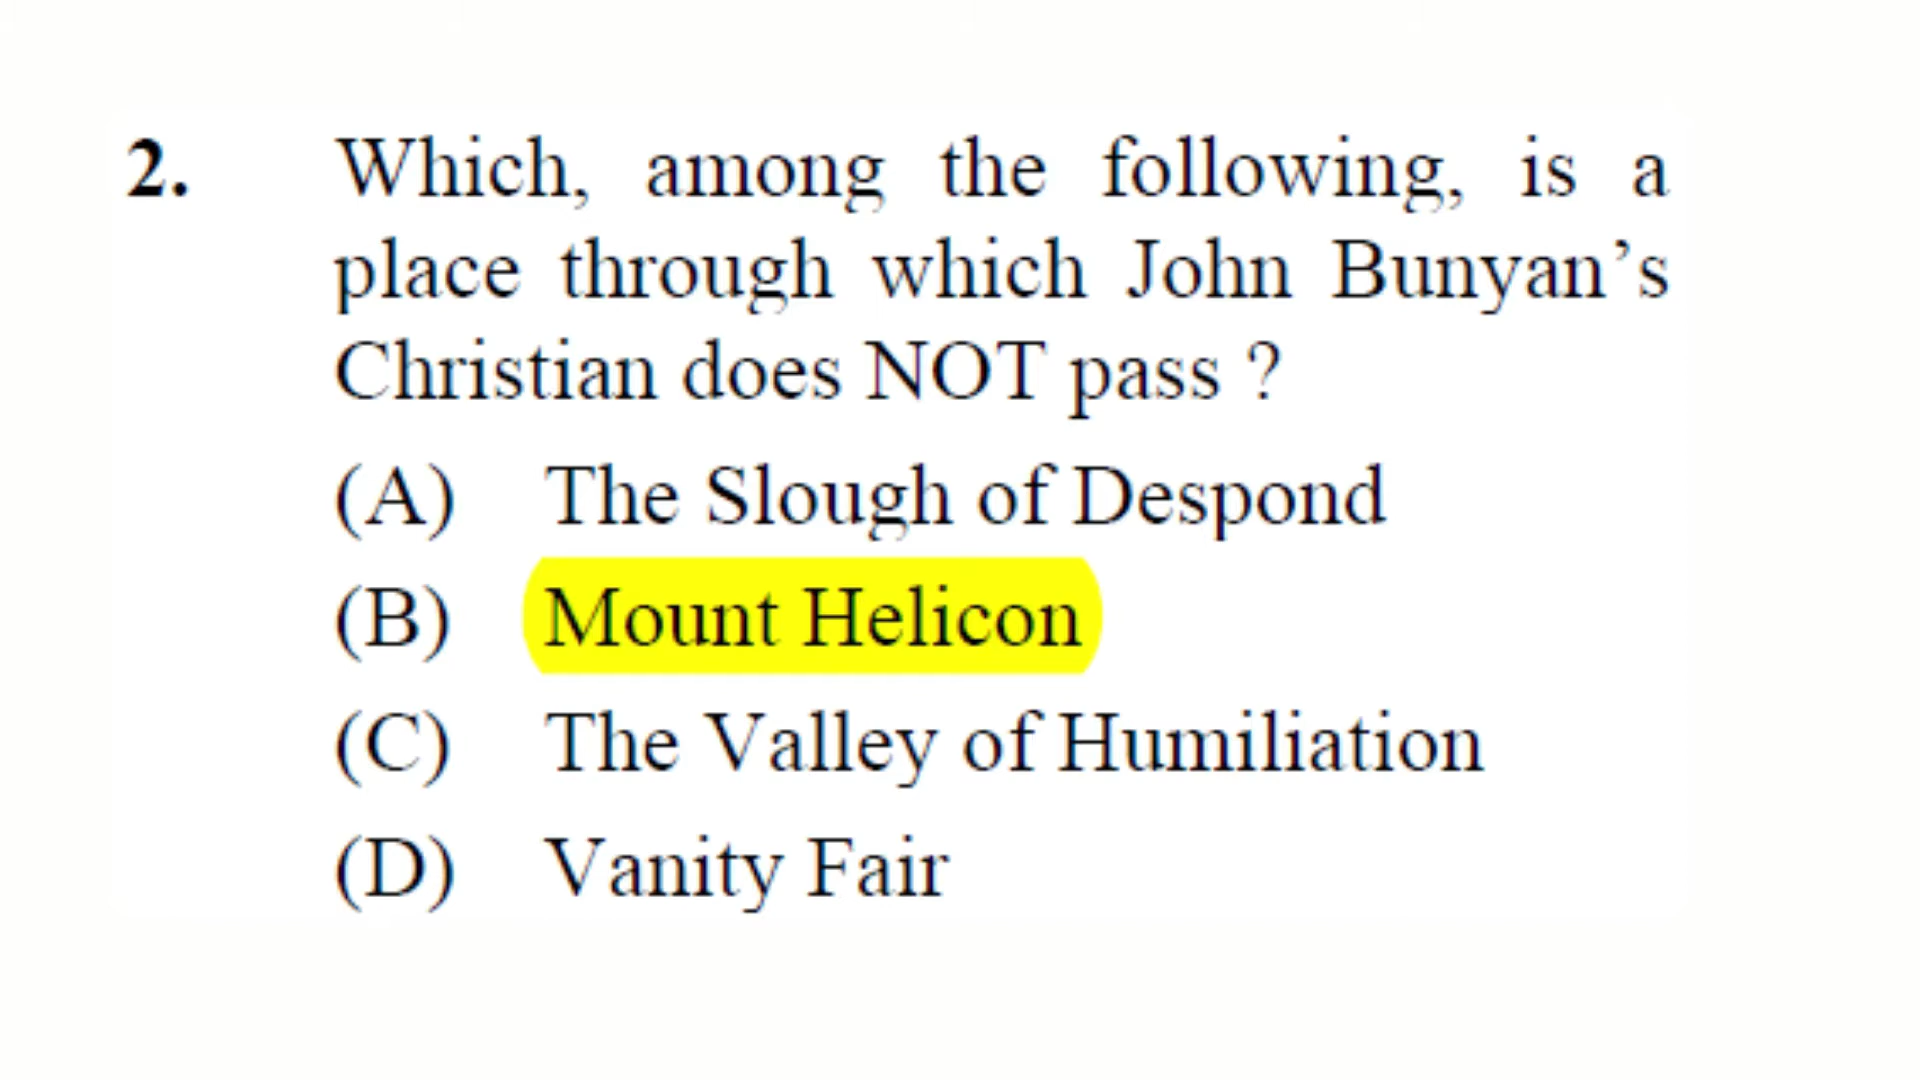 2. Which, among the following, is a
place through which John Bunyan's
Christian does NOT pass ?
(A) The Slough of Despond
(B) Mount Helicon
(C) The Valley of Humiliation
(D) Vanity Fair